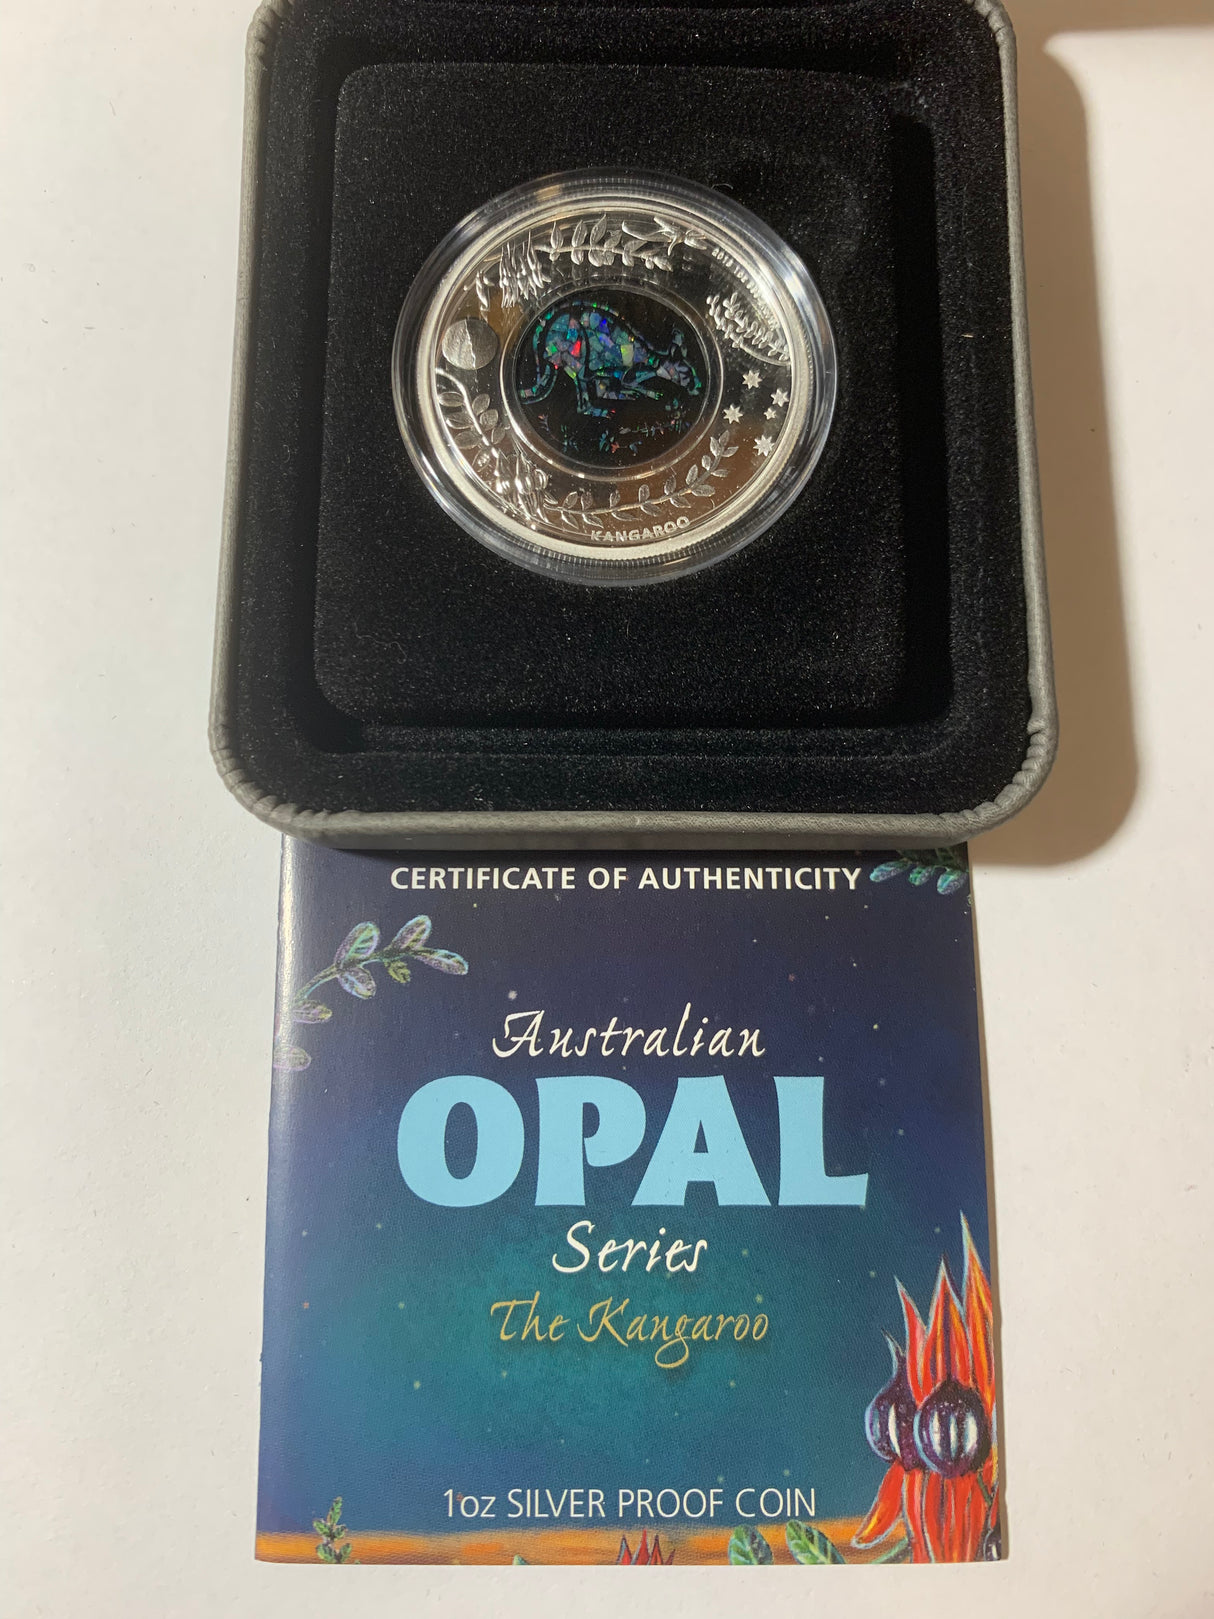 KANGAROO
CERTIFICATE OF AUTHENTICITY
Australian
OPAL
Series
The Kangaroo
1oz SILVER PROOF COIN